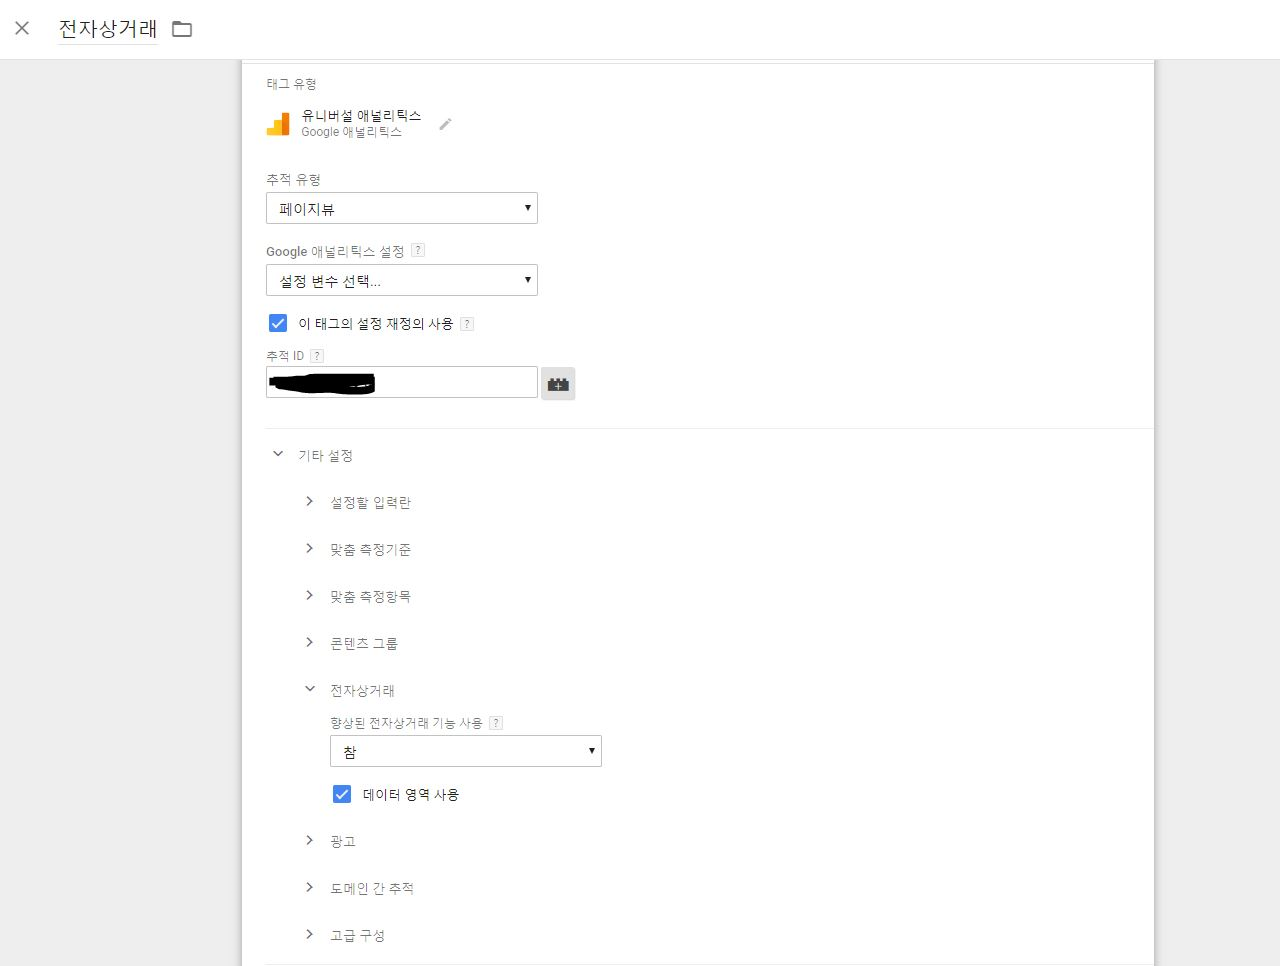 전자상거래
태그 유형
유니버설 애널리틱스
Google 애널리틱스
추적 유형
페이지뷰
Google 애널리틱스 설정 ?
설정 변수 선택...
이 태그의 설정 재정의 사용 ?
추적 ID ?
기타 설정
설정할 입력란
맞춤 측정기준
맞춤 측정항목
콘텐츠 그룹
전자상거래
향상된 전자상거래 기능 사용 ?
참
데이터 영역 사용
광고
도메인 간 추적
고급 구성